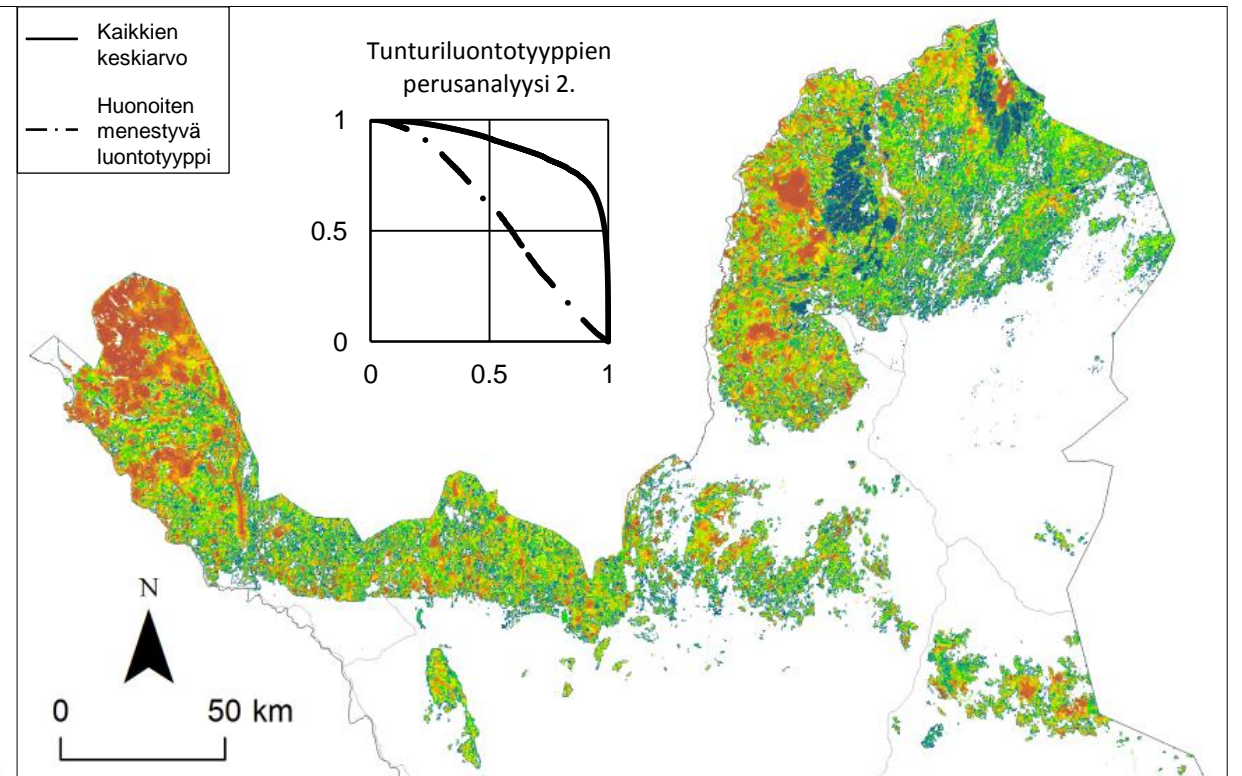 Kaikkien
keskiarvo
Huonoiten
menestyvä
luontotyyppi
Tunturiluontotyyppien
perusanalyysi 2.
1
0.5
0
0 0.5 1
N
0 50 km